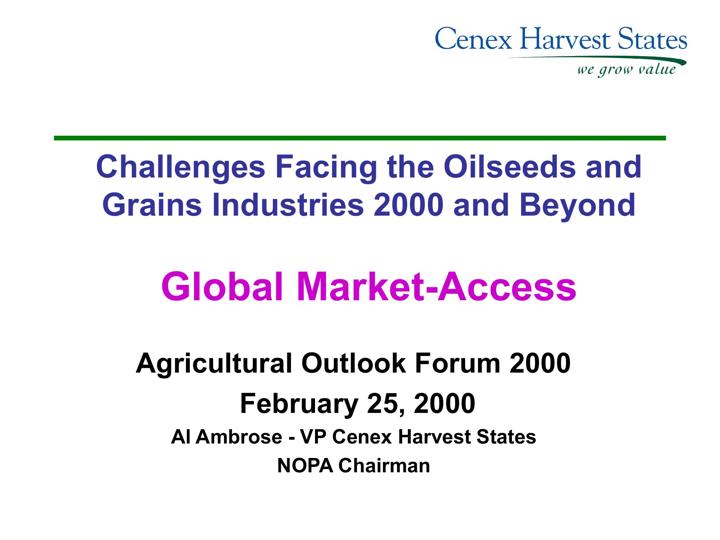 Cenex Harvest States
we grow value
Challenges Facing the Oilseeds and
Grains Industries 2000 and Beyond
Global Market-Access
Agricultural Outlook Forum 2000
February 25, 2000
Al Ambrose - VP Cenex Harvest States
NOPA Chairman